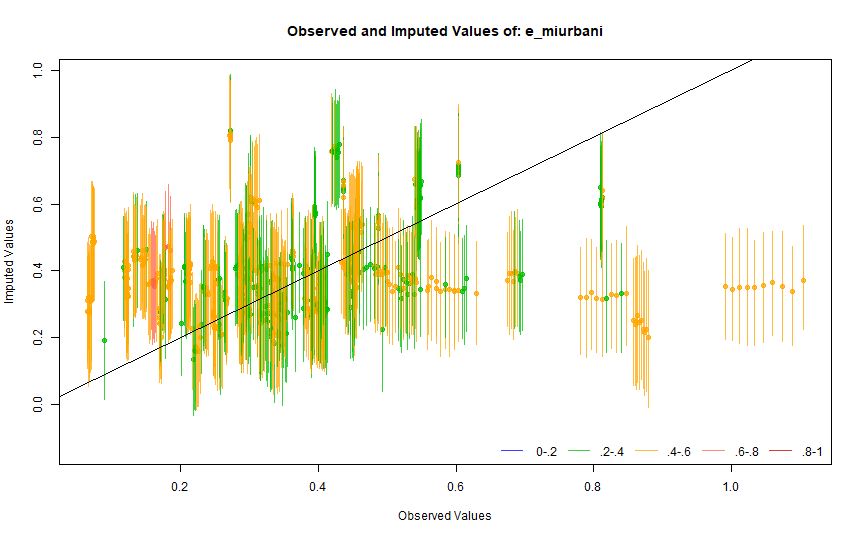 Observed and Imputed Values of: e_miurbani
Imputed Values
1.0
0.8
0.6
0.4
0.2
0.0
0-.2 .2-.4 .4-.6 .6-.8 .8-1
0.2 0.4 0.6 0.8 1.0
Observed Values